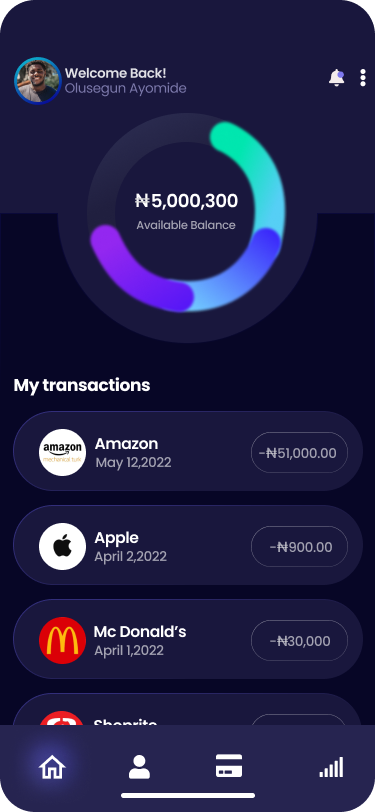 Welcome Back!
Olusegun Ayomide
₦5,000,300
Available Balance
My transactions
amazon
Amazon
May 12,2022
-₦51,000.00
Apple
April 2,2022
-₦900.00
Mc Donald's
April 1,2022
-₦30,000
Shoprite